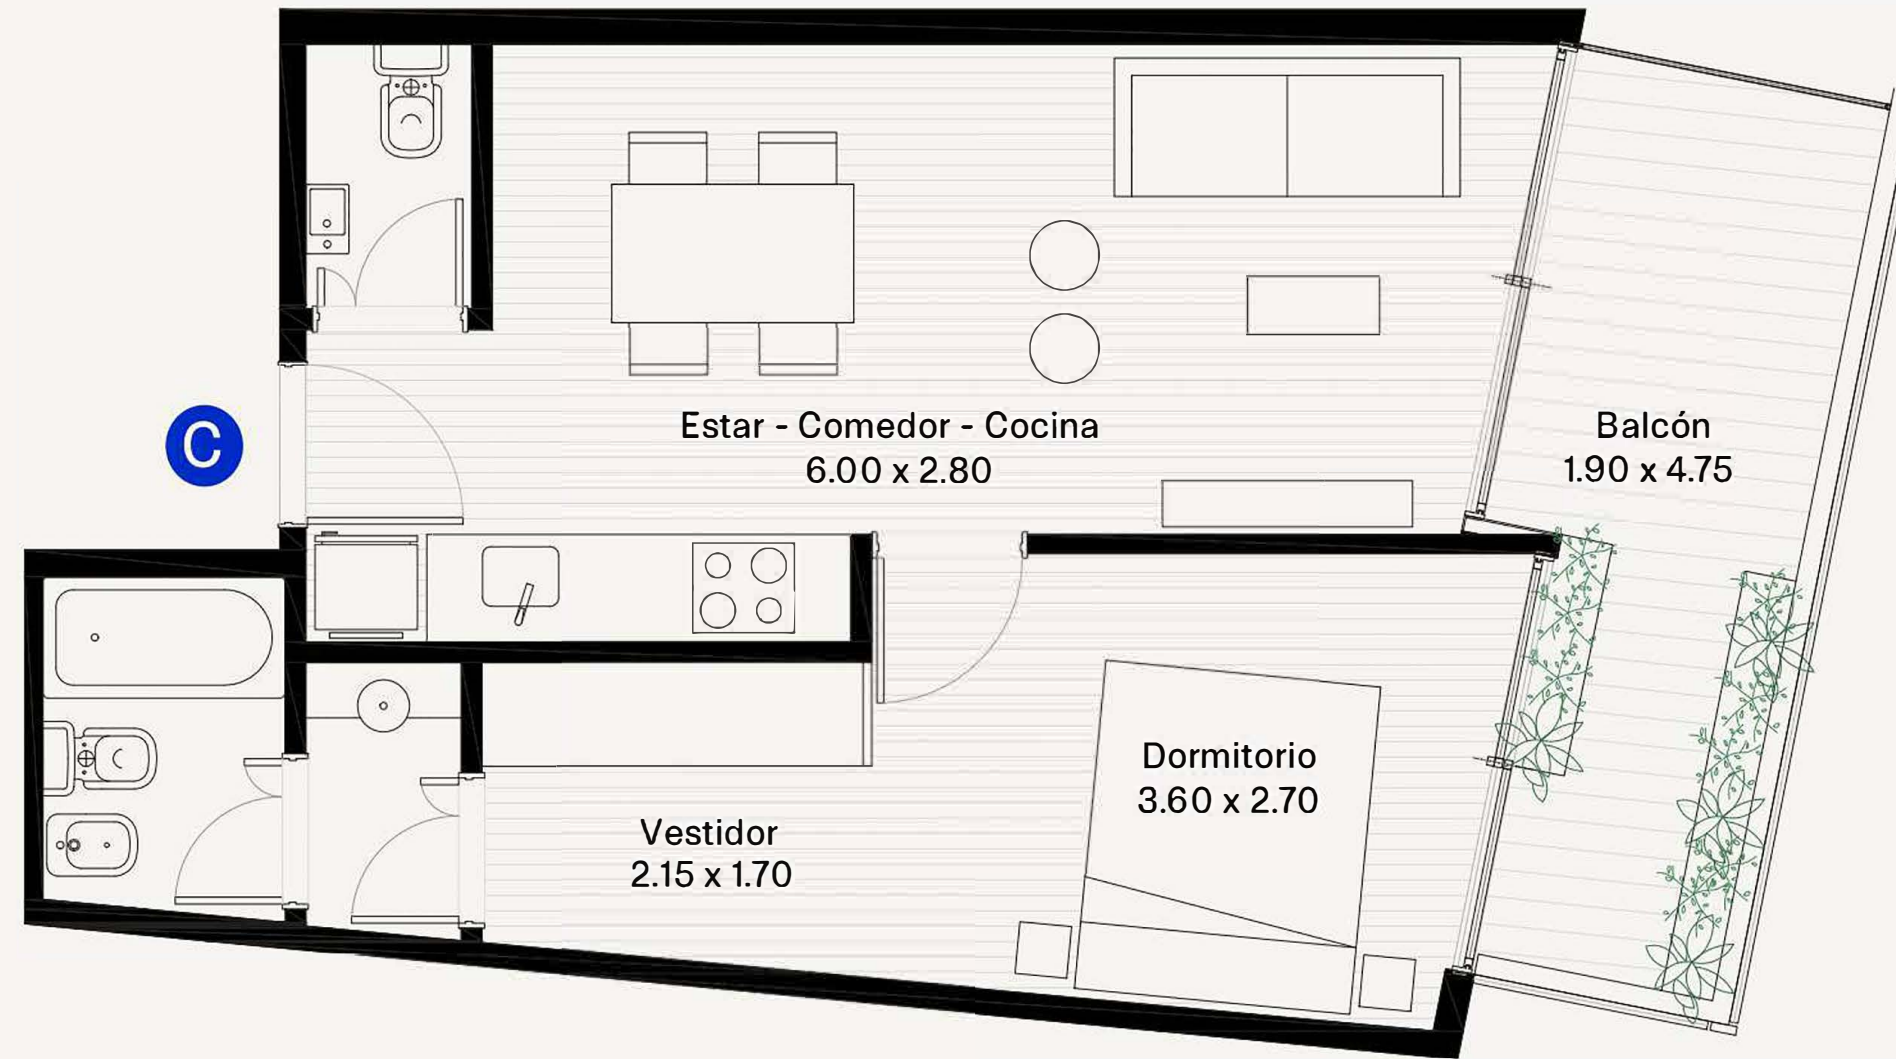 C
Estar - Comedor - Cocina
6.00 x 2.80
Balcón
1.90 x 4.75
Dormitorio
3.60 x 2.70
Vestidor
2.15 x 1.70